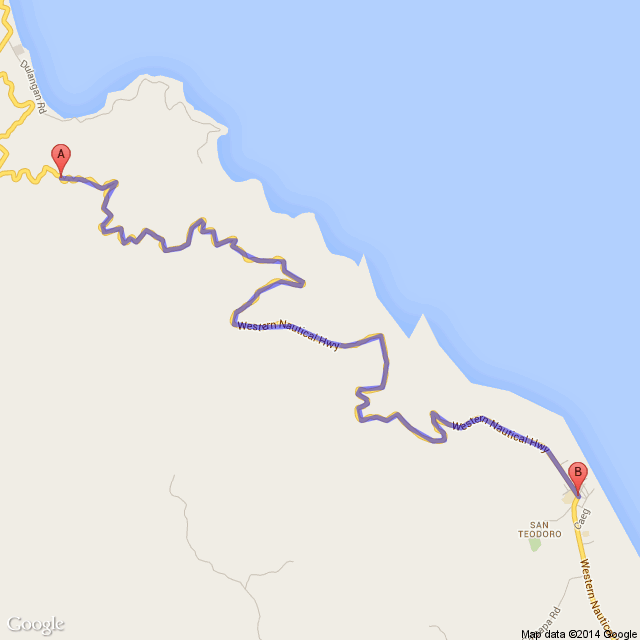 Dulangan Rd
A
Western Nautical Hwy
Western Nautical Hwy
B
Caeg
SAN
TEODORO
Western Nautic
apa Rd
Google
Map data ©2014 Google